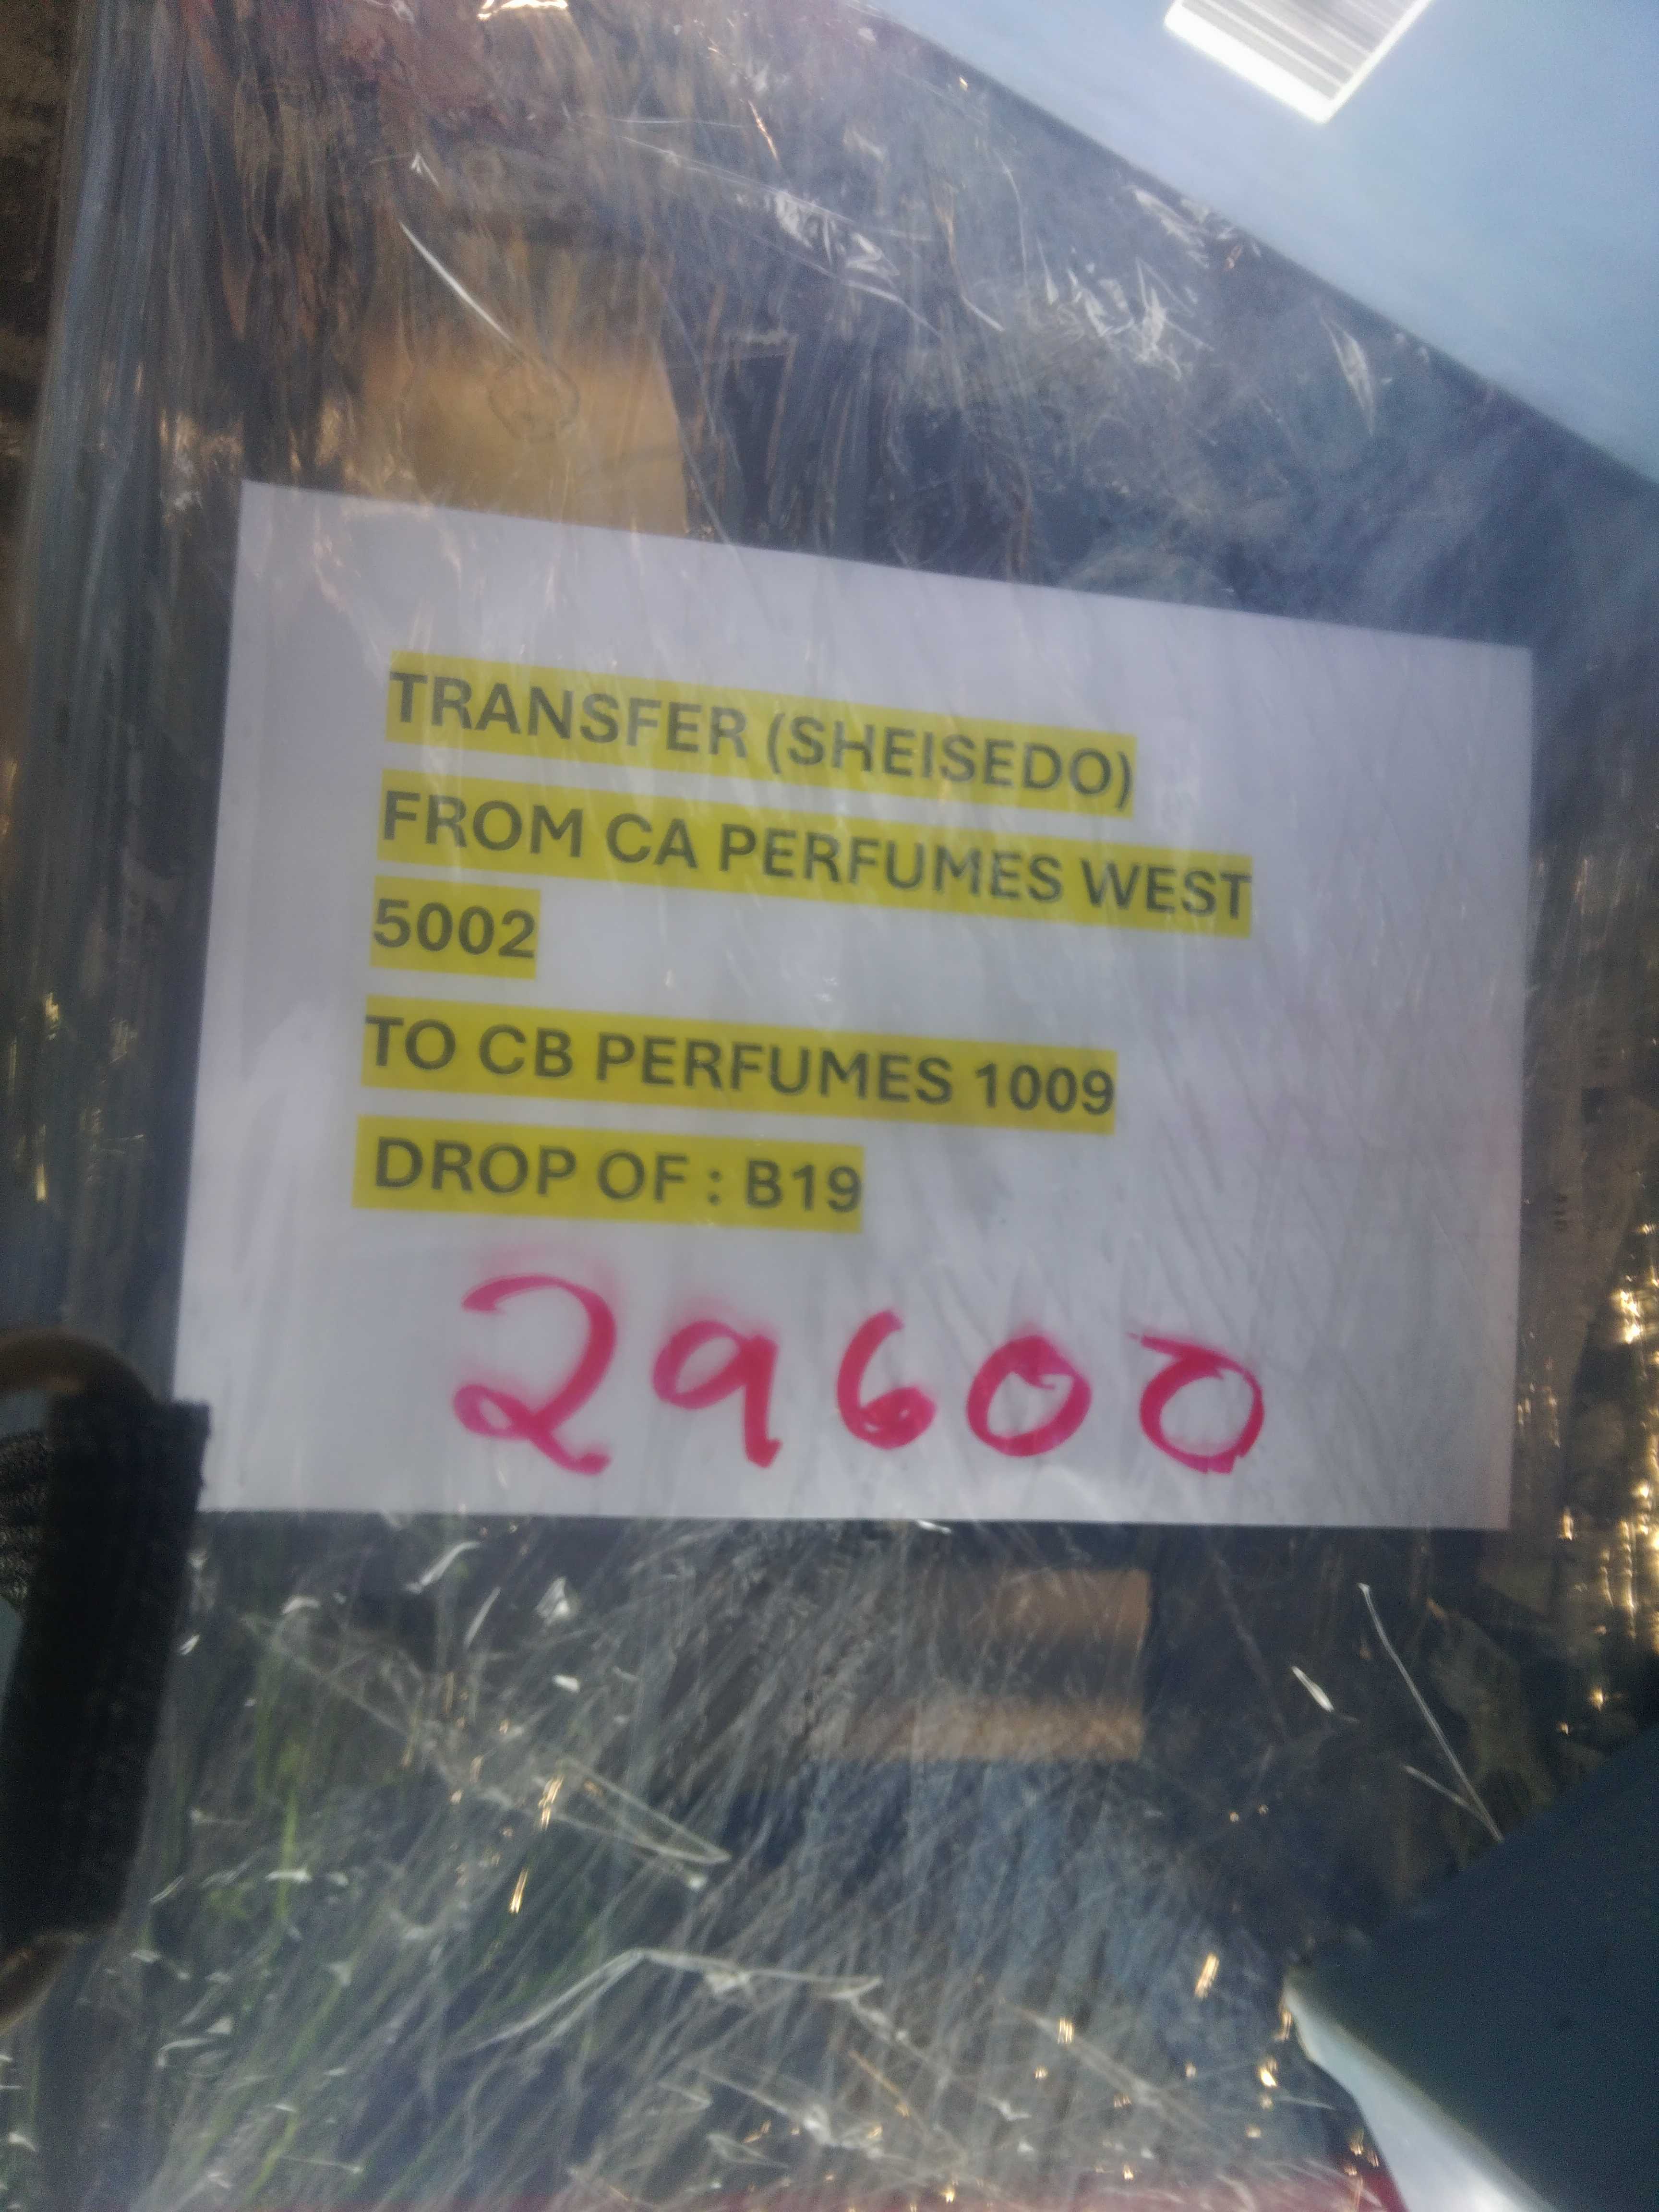 TRANSFER (SHEISEDO)
FROM CA PERFUMES WEST
5002
TO CB PERFUMES 1009
DROP OF : B19
29600